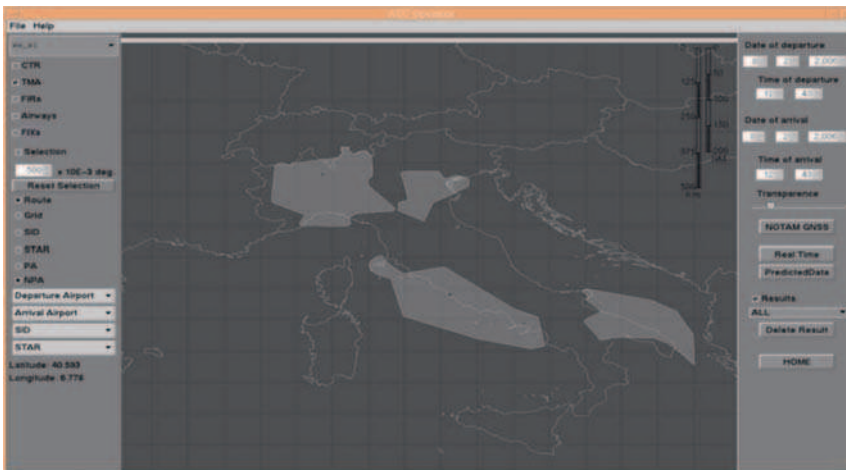 File Help
CTR
TMA
FIRs
Airways
FIXs
Selection
500 x 10E-3 deg.
Reset Selection
Route
Grid
SID
STAR
PA
NPA
Departure Airport
Arrival Airport
SID
STAR
Latitude: 40.593
Longitude: 6.778
Date of departure
Time of departure
Date of arrival
Time of arrival
Transparence
NOTAM GNSS
Real Time
PredictedDate
Results
ALL
Delete Result
HOME